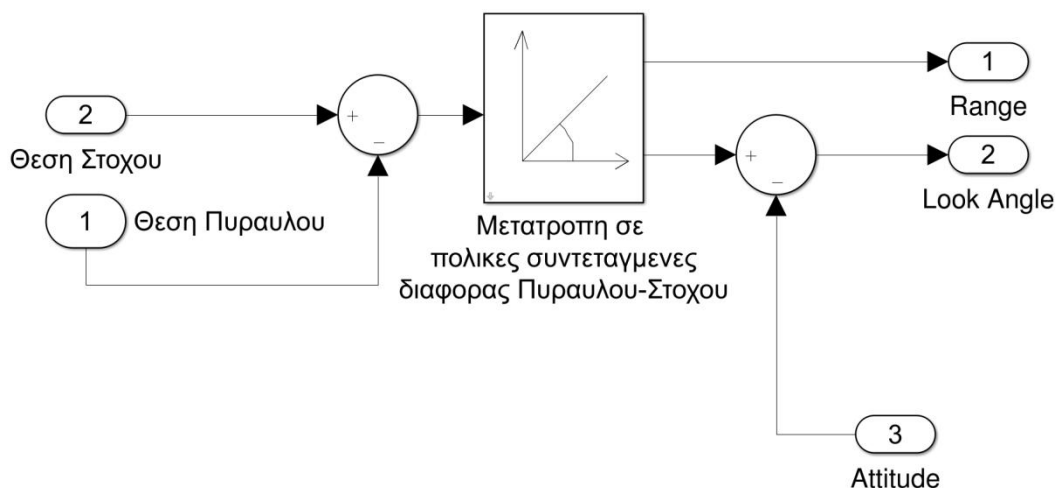 1
Range
2
Θεση Στοχου
+
−
+
−
2
Look Angle
1
Θεση Πυραυλου
Μετατροπη σε
πολικες συντεταγμενες
διαφορας Πυραυλου-Στοχου
3
Attitude